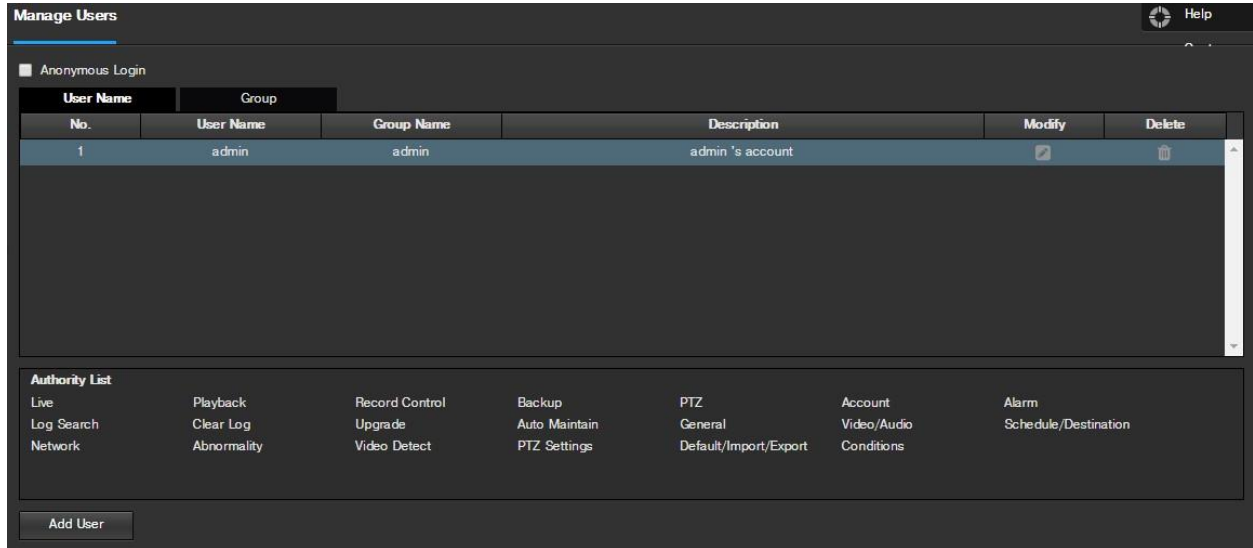 Manage Users
Help
Anonymous Login
User Name Group
No. User Name Group Name Description Modify Delete
1 admin admin admin 's account
Authority List
Live Playback Record Control Backup PTZ Account Alarm
Log Search Clear Log Upgrade Auto Maintain General Video/Audio Schedule/Destination
Network Abnormality Video Detect PTZ Settings Default/Import/Export Conditions
Add User